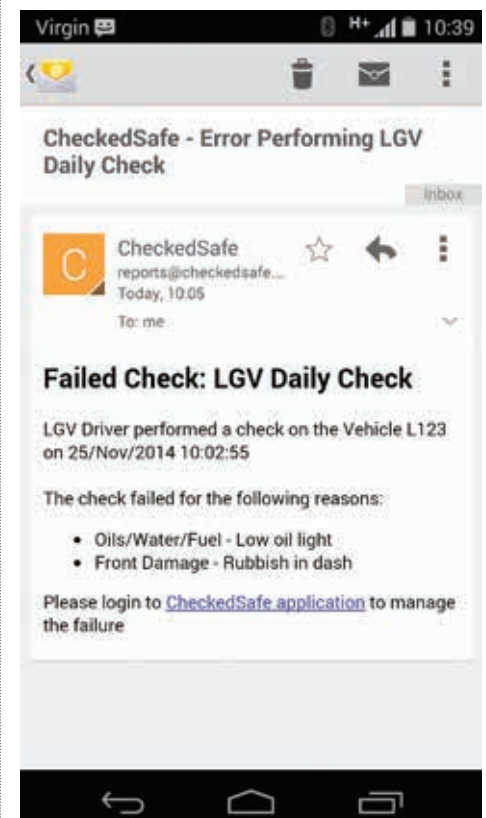 Virgin H+ 10:39
CheckedSafe - Error Performing LGV
Daily Check
Inbox
C
CheckedSafe
reports@checkedsafe...
Today, 10:05
To: me
Failed Check: LGV Daily Check
LGV Driver performed a check on the Vehicle L123
on 25/Nov/2014 10:02:55
The check failed for the following reasons:
• Oils/Water/Fuel - Low oil light
• Front Damage - Rubbish in dash
Please login to CheckedSafe application to manage
the failure